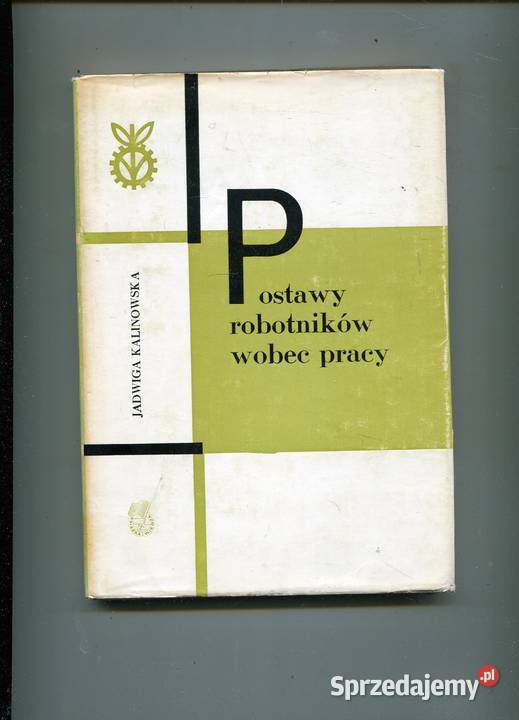 Postawy
robotników
wobec pracy
JADWIGA KALINOWSKA
Sprzedajemy.pl